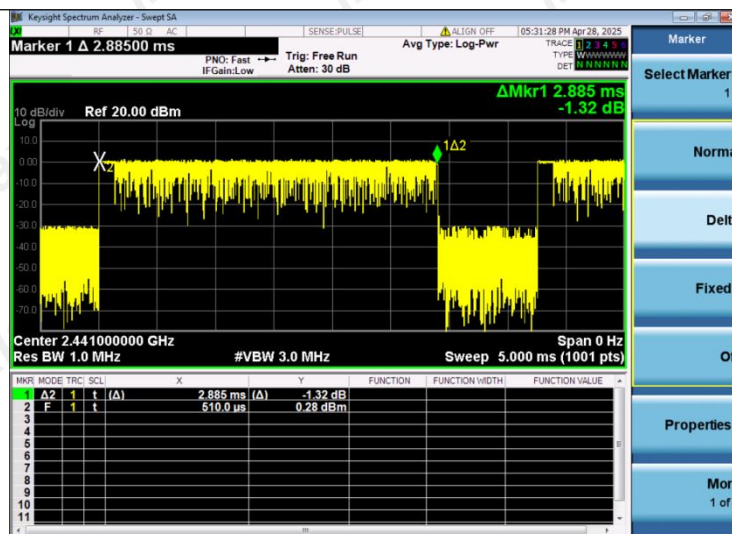 Keysight Spectrum Analyzer - Swept SA
RF 50 Ω AC SENSE:PULSE ALIGN OFF 05:31:28 PM Apr 28, 2025
Marker 1 Δ 2.88500 ms
PNO: Fast
IFGain:Low
Trig: Free Run
Atten: 30 dB
Avg Type: Log-Pwr
TRACE 1 2 3 4 5 6
TYPE WWWWWW
DET N N N N N N
ΔMkr1 2.885 ms
-1.32 dB
10 dB/div Ref 20.00 dBm
Log
10.0
0.00
-10.0
-20.0
-30.0
-40.0
-50.0
-60.0
-70.0
X2
1Δ2
Center 2.441000000 GHz Span 0 Hz
Res BW 1.0 MHz #VBW 3.0 MHz Sweep 5.000 ms (1001 pts)
MKR MODE TRC SCL X Y FUNCTION FUNCTION WIDTH FUNCTION VALUE
1 Δ2 1 t (Δ) 2.885 ms (Δ) -1.32 dB
2 F 1 t 510.0 µs 0.28 dBm
3
4
5
6
7
8
9
10
11
Marker
Select Marker
1
Norma
Delt
Fixed
O
Properties
Mor
1 of